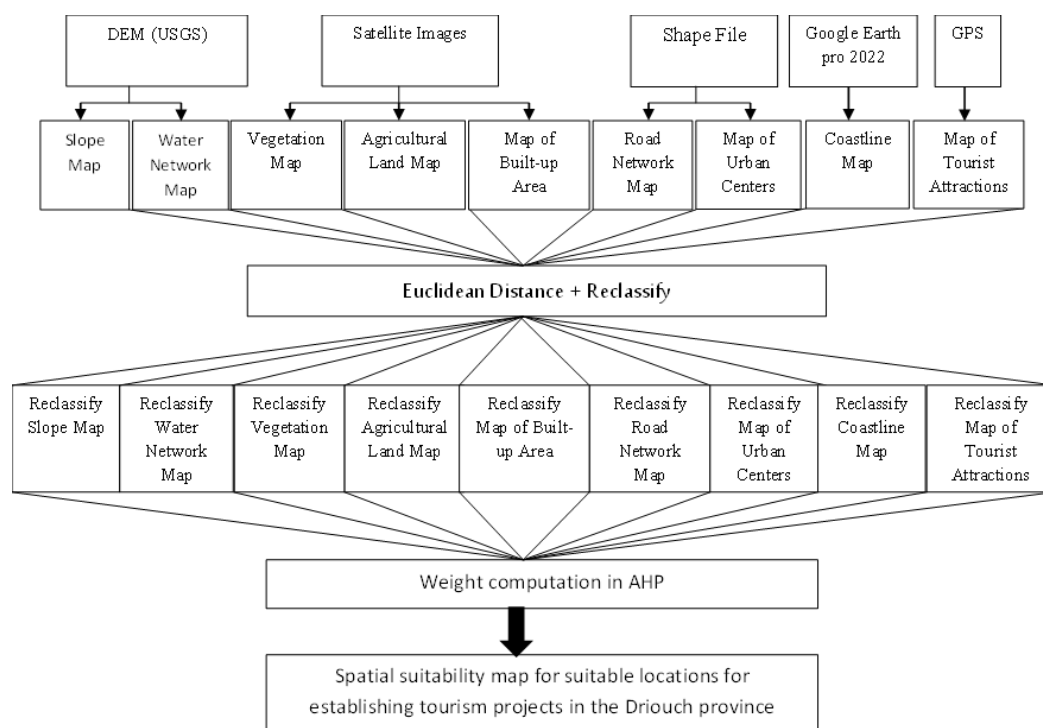 DEM (USGS)
Satellite Images
Shape File
Google Earth
pro 2022
GPS
Slope
Map
Water
Network
Map
Vegetation
Map
Agricultural
Land Map
Map of
Built-up
Area
Road
Network
Map
Map of
Urban
Centers
Coastline
Map
Map of
Tourist
Attractions
Euclidean Distance + Reclassify
Reclassify
Slope Map
Reclassify
Water
Network
Map
Reclassify
Vegetation
Map
Reclassify
Agricultural
Land Map
Reclassify
Map of Built-
up Area
Reclassify
Road
Network
Map
Reclassify
Map of
Urban
Centers
Reclassify
Coastline
Map
Reclassify
Map of
Tourist
Attractions
Weight computation in AHP
Spatial suitability map for suitable locations for
establishing tourism projects in the Driouch province